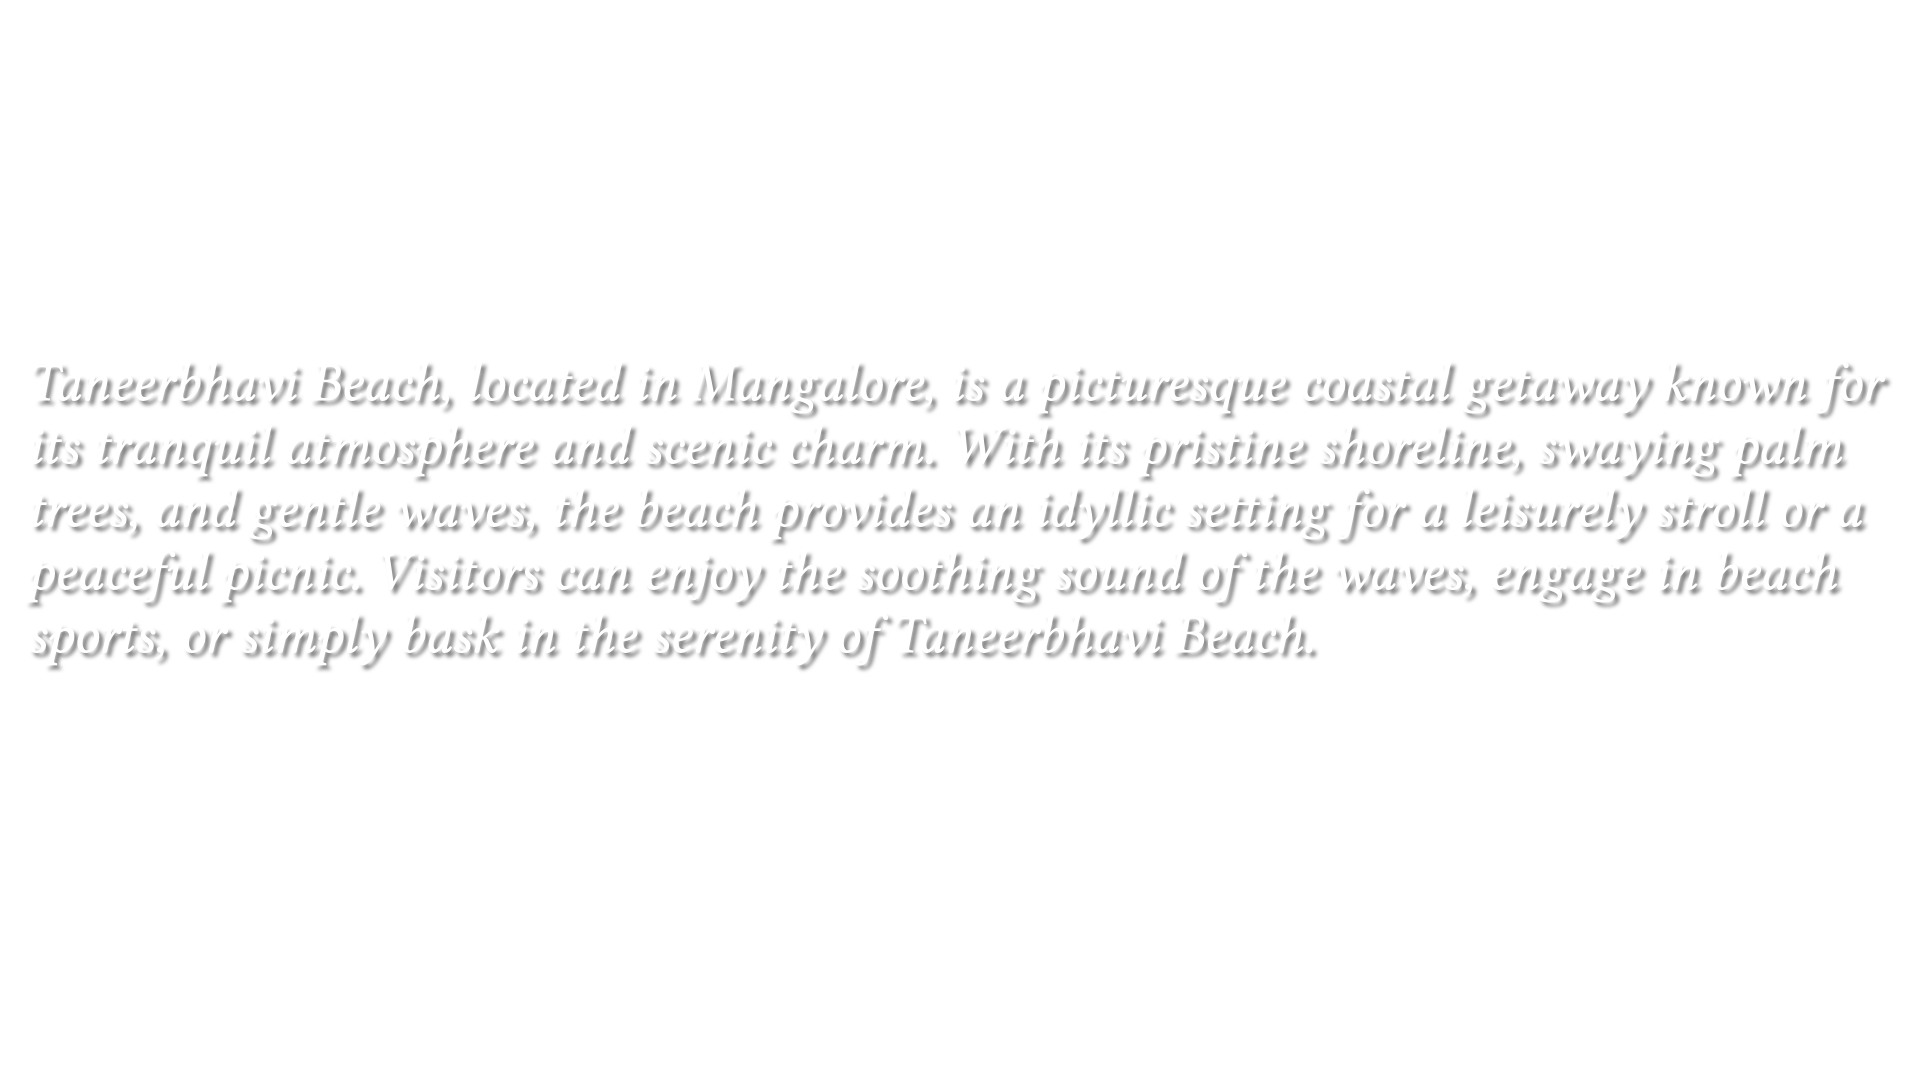 Taneerbhavi Beach, located in Mangalore, is a picturesque coastal getaway known for
its tranquil atmosphere and scenic charm. With its pristine shoreline, swaying palm
trees, and gentle waves, the beach provides an idyllic setting for a leisurely stroll or a
peaceful picnic. Visitors can enjoy the soothing sound of the waves, engage in beach
sports, or simply bask in the serenity of Taneerbhavi Beach.